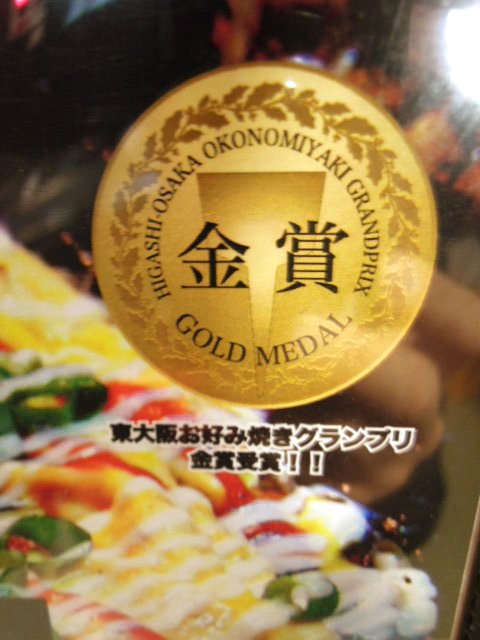 HIGASHI-OSAKA OKONOMIYAKI GRANDPRIX
金賞
GOLD MEDAL
東大阪お好み焼きグランプリ
金賞受賞!!